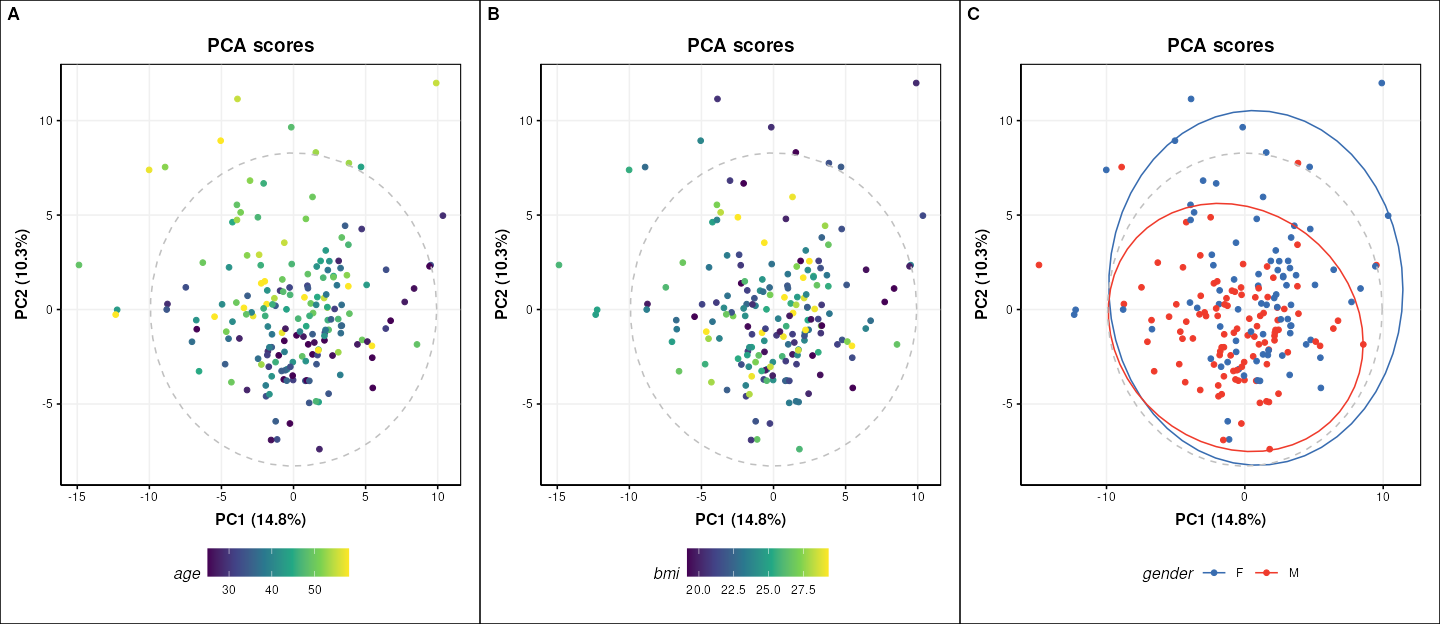 A
PCA scores
10
5
0
-5
PC2 (10.3%)
-15 -10 -5 0 5 10
PC1 (14.8%)
age
30 40 50
B
PCA scores
10
5
0
-5
PC2 (10.3%)
-15 -10 -5 0 5 10
PC1 (14.8%)
bmi
20.0 22.5 25.0 27.5
C
PCA scores
10
5
0
-5
PC2 (10.3%)
-10 0 10
PC1 (14.8%)
gender F M